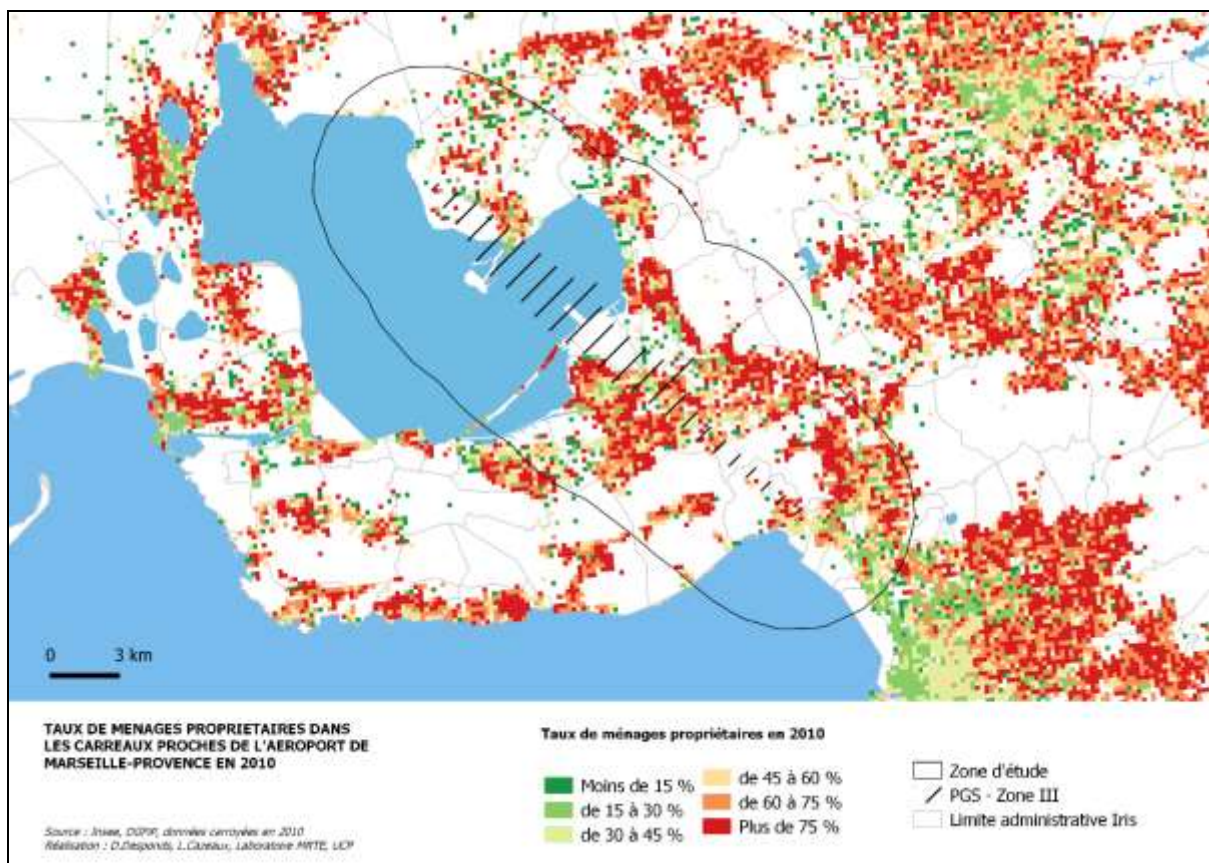 0 3 km
TAUX DE MENAGES PROPRIETAIRES DANS
LES CARREAUX PROCHES DE L'AEROPORT DE
MARSEILLE-PROVENCE EN 2010
Source : Insee, DGFIP, données carroyées en 2010
Réalisation : D.Desponds, L.Cazeaux, Laboratoire MRTE, UCP
Taux de ménages propriétaires en 2010
Moins de 15 %
de 15 à 30 %
de 30 à 45 %
de 45 à 60 %
de 60 à 75 %
Plus de 75 %
Zone d'étude
PGS - Zone III
Limite administrative Iris